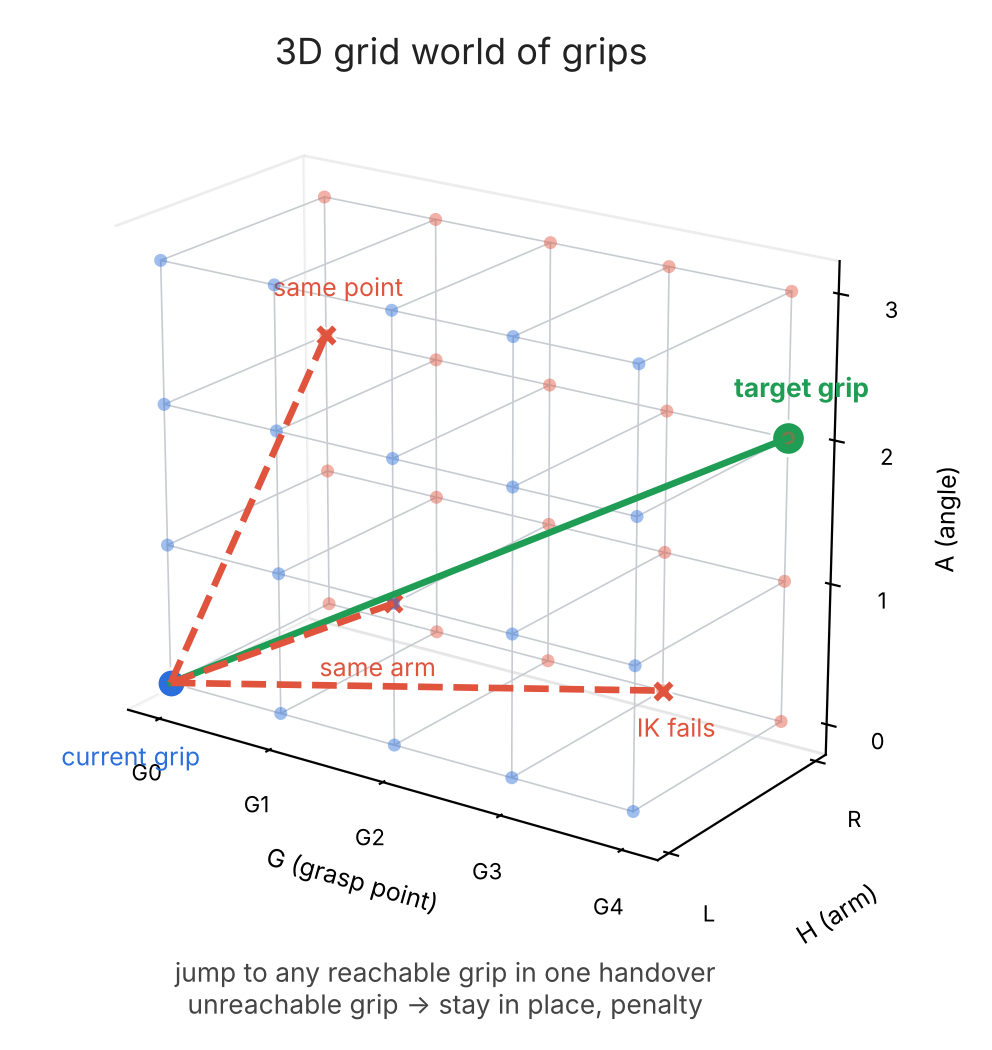 3D grid world of grips
same point
3
target grip
2
A (angle)
1
same arm
IK fails
0
current grip
G0
G1
R
G2
G (grasp point)
G3
H (arm)
G4
L
jump to any reachable grip in one handover
unreachable grip → stay in place, penalty